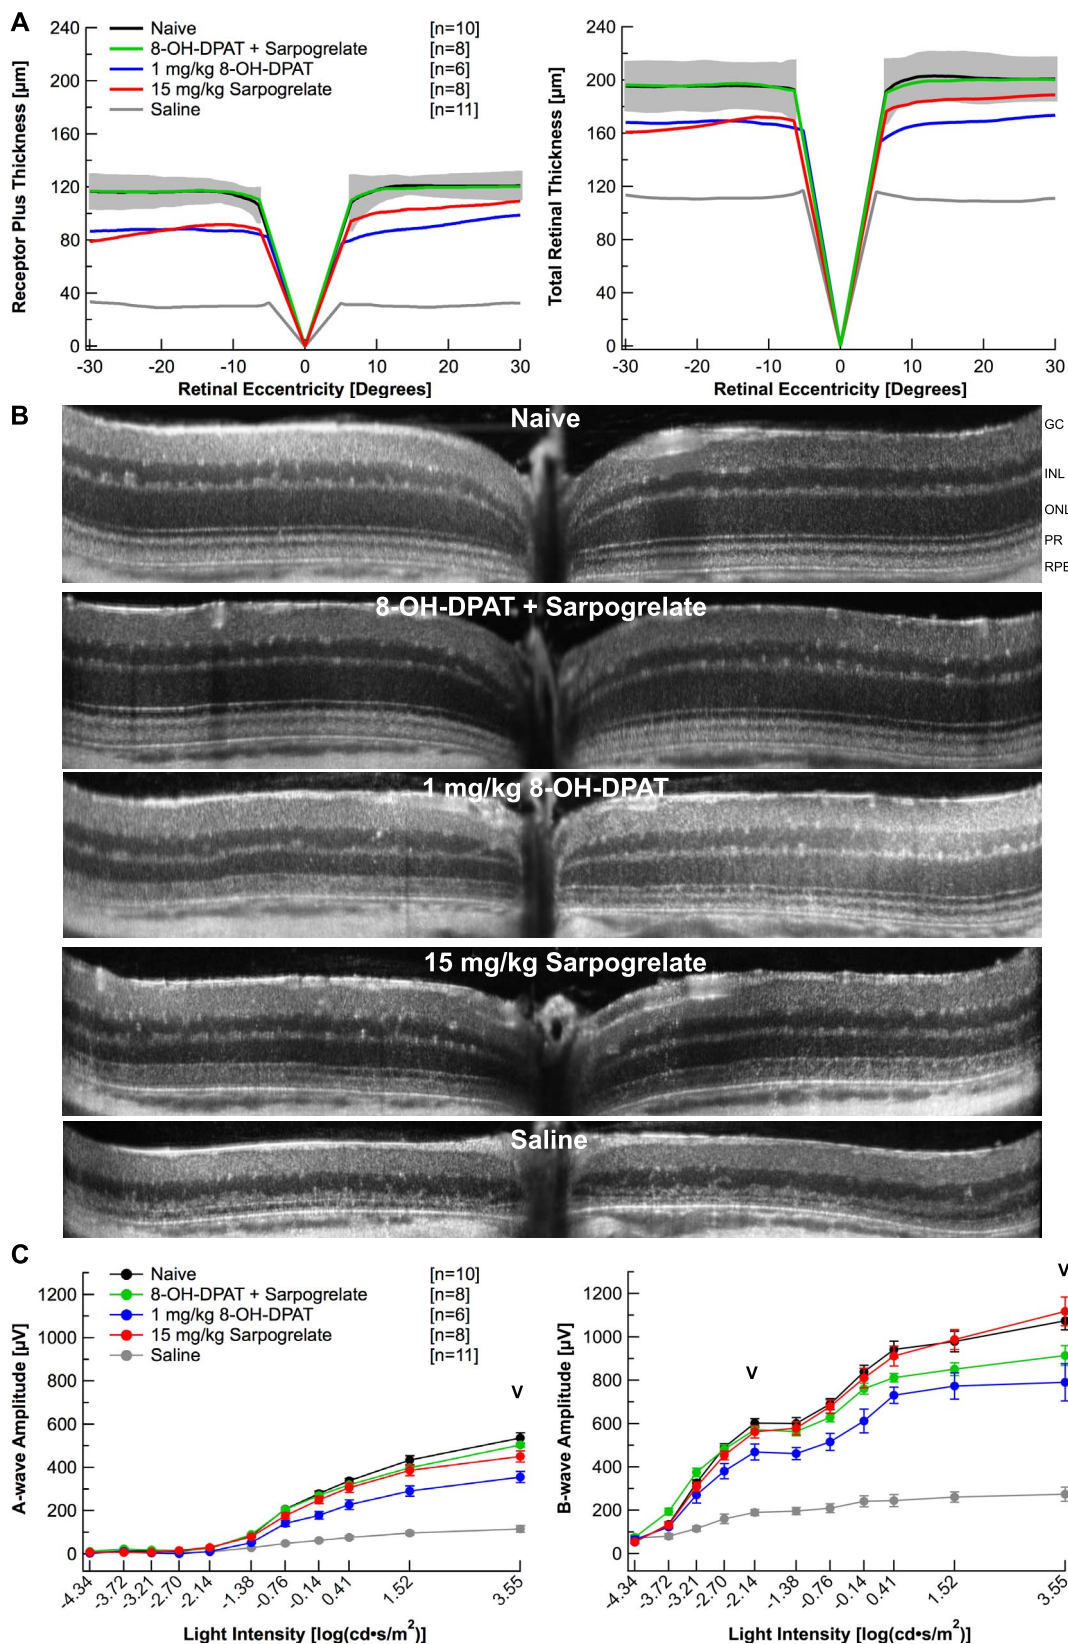 A
Naive [n=10]
8-OH-DPAT + Sarpogrelate [n=8]
1 mg/kg 8-OH-DPAT [n=6]
15 mg/kg Sarpogrelate [n=8]
Saline [n=11]
Receptor Plus Thickness [µm]
240
200
160
120
80
40
0
-30 -20 -10 0 10 20 30
Retinal Eccentricity [Degrees]
Total Retinal Thickness [µm]
240
200
160
120
80
40
0
-30 -20 -10 0 10 20 30
Retinal Eccentricity [Degrees]
B
Naive
GC
INL
ONL
PR
RPE
8-OH-DPAT + Sarpogrelate
1 mg/kg 8-OH-DPAT
15 mg/kg Sarpogrelate
Saline
C
Naive [n=10]
8-OH-DPAT + Sarpogrelate [n=8]
1 mg/kg 8-OH-DPAT [n=6]
15 mg/kg Sarpogrelate [n=8]
Saline [n=11]
A-wave Amplitude [µV]
1200
1000
800
600
400
200
0
V
-4.34 -3.72 -3.21 -2.70 -2.14 -1.38 -0.76 -0.14 0.41 1.52 3.55
Light Intensity [log(cd•s/m²)]
B-wave Amplitude [µV]
1200
1000
800
600
400
200
0
V
V
-4.34 -3.72 -3.21 -2.70 -2.14 -1.38 -0.76 -0.14 0.41 1.52 3.55
Light Intensity [log(cd•s/m²)]